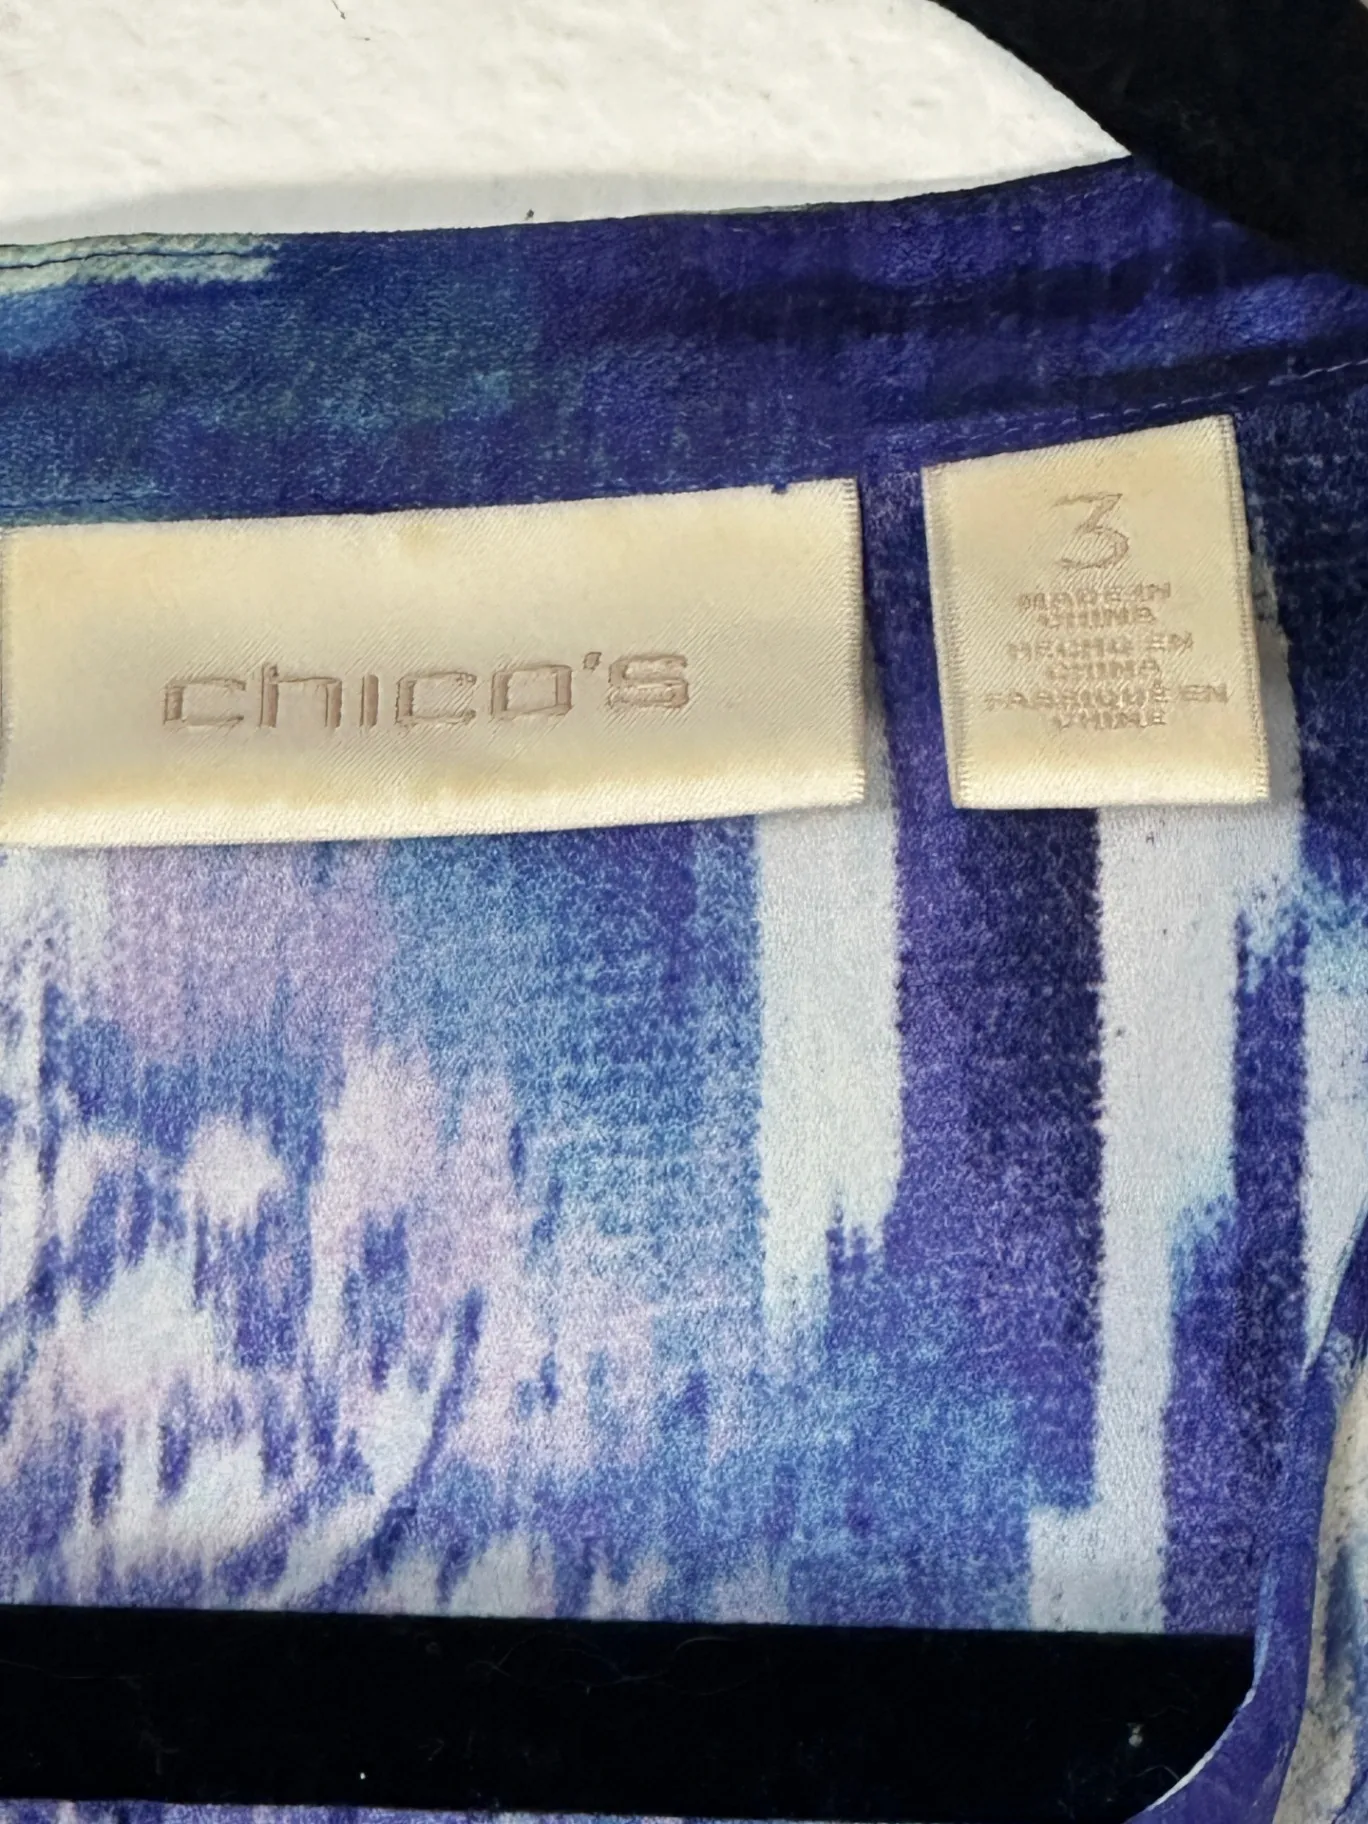 chico's
3
MADE IN
CHINA
HECHO EN
CHINA
FABRIQUÉ EN
CHINE